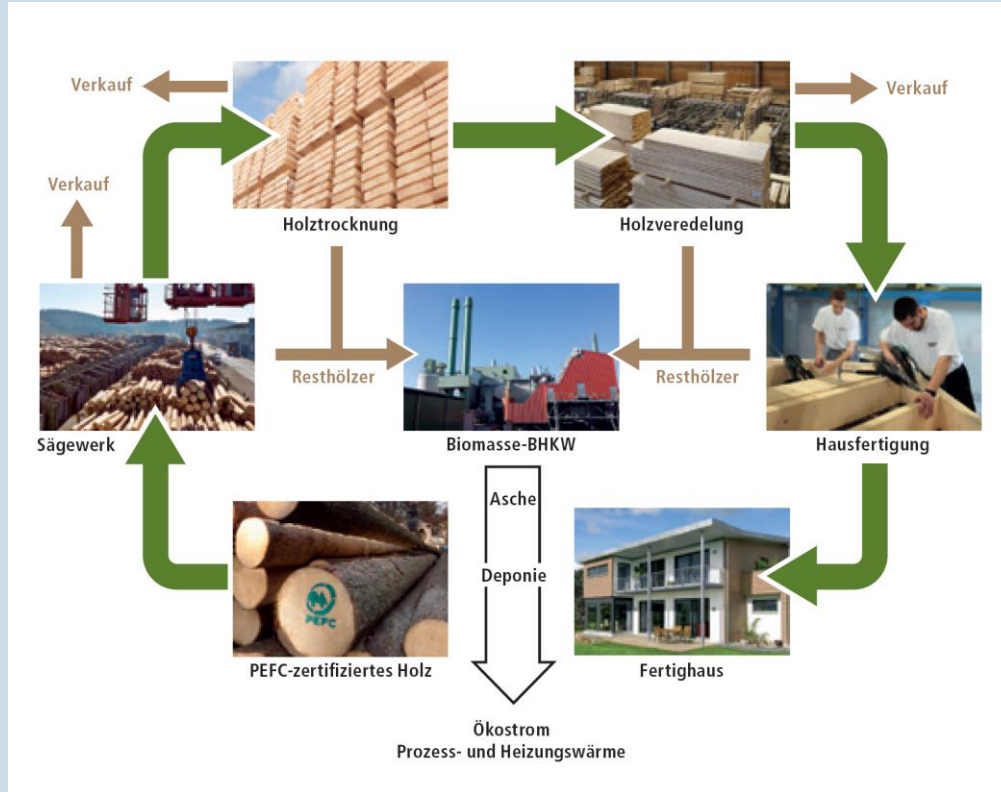 Verkauf
Verkauf
Verkauf
Holztrocknung
Holzveredelung
Resthölzer
Resthölzer
Sägewerk
Biomasse-BHKW
Hausfertigung
Asche
Deponie
PEFC
PEFC-zertifiziertes Holz
Fertighaus
Ökostrom
Prozess- und Heizungswärme